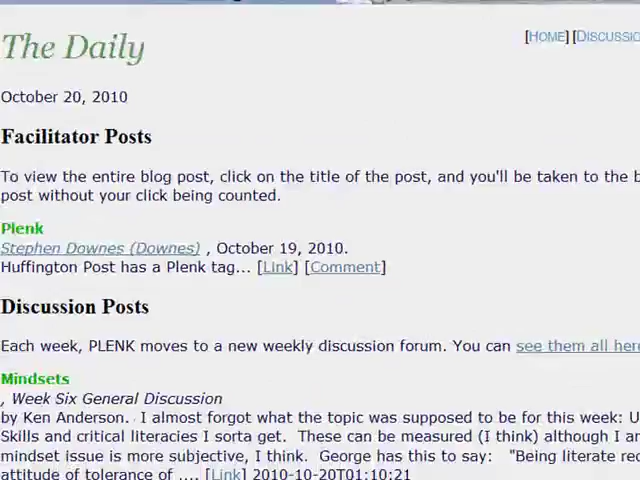 The Daily
[HOME] [DISCUSSIO
October 20, 2010
Facilitator Posts
To view the entire blog post, click on the title of the post, and you'll be taken to the b
post without your click being counted.
Plenk
Stephen Downes (Downes) , October 19, 2010.
Huffington Post has a Plenk tag... [Link] [Comment]
Discussion Posts
Each week, PLENK moves to a new weekly discussion forum. You can see them all here
Mindsets
, Week Six General Discussion
by Ken Anderson.  I almost forgot what the topic was supposed to be for this week: U
Skills and critical literacies I sorta get.  These can be measured (I think) although I a
mindset issue is more subjective, I think.  George has this to say:   "Being literate rec
attitude of tolerance of .... [Link] 2010-10-20T01:10:21